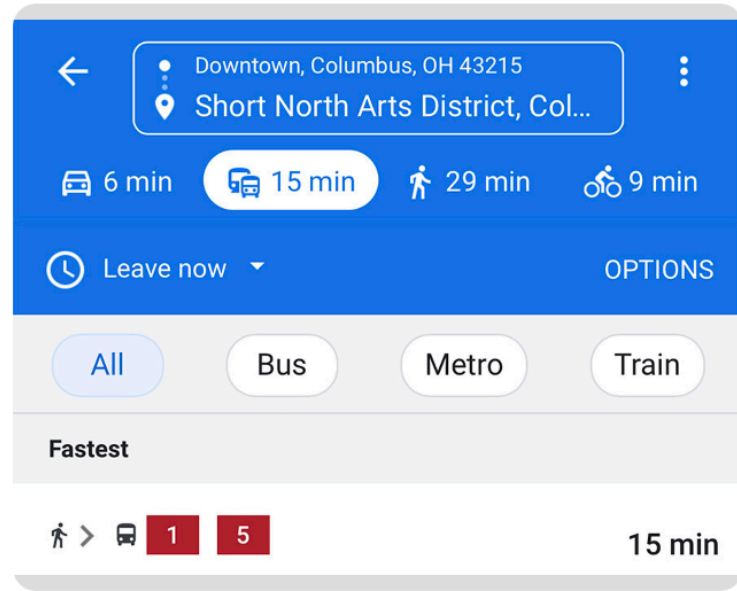 Downtown, Columbus, OH 43215
Short North Arts District, Col...
6 min 15 min 29 min 9 min
Leave now OPTIONS
All Bus Metro Train
Fastest
1 5 15 min